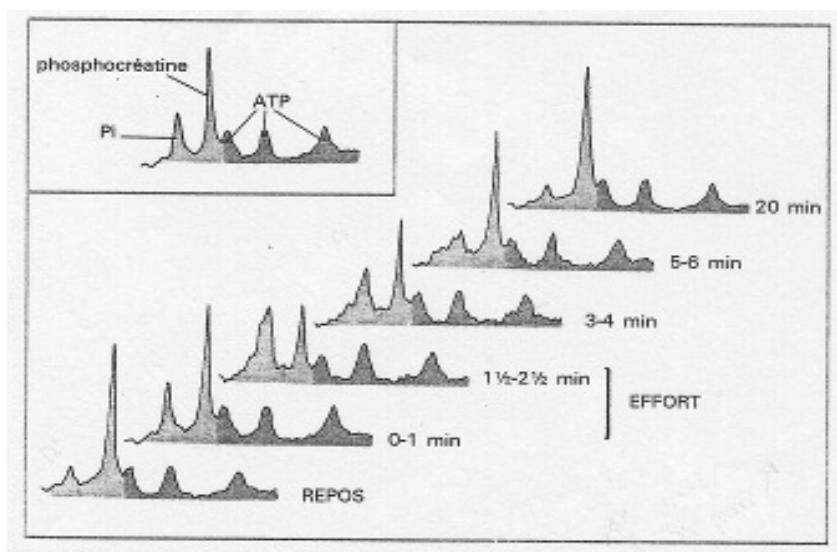 phosphocréatine
ATP
Pi
20 min
5-6 min
3-4 min
1½-2½ min
EFFORT
0-1 min
REPOS